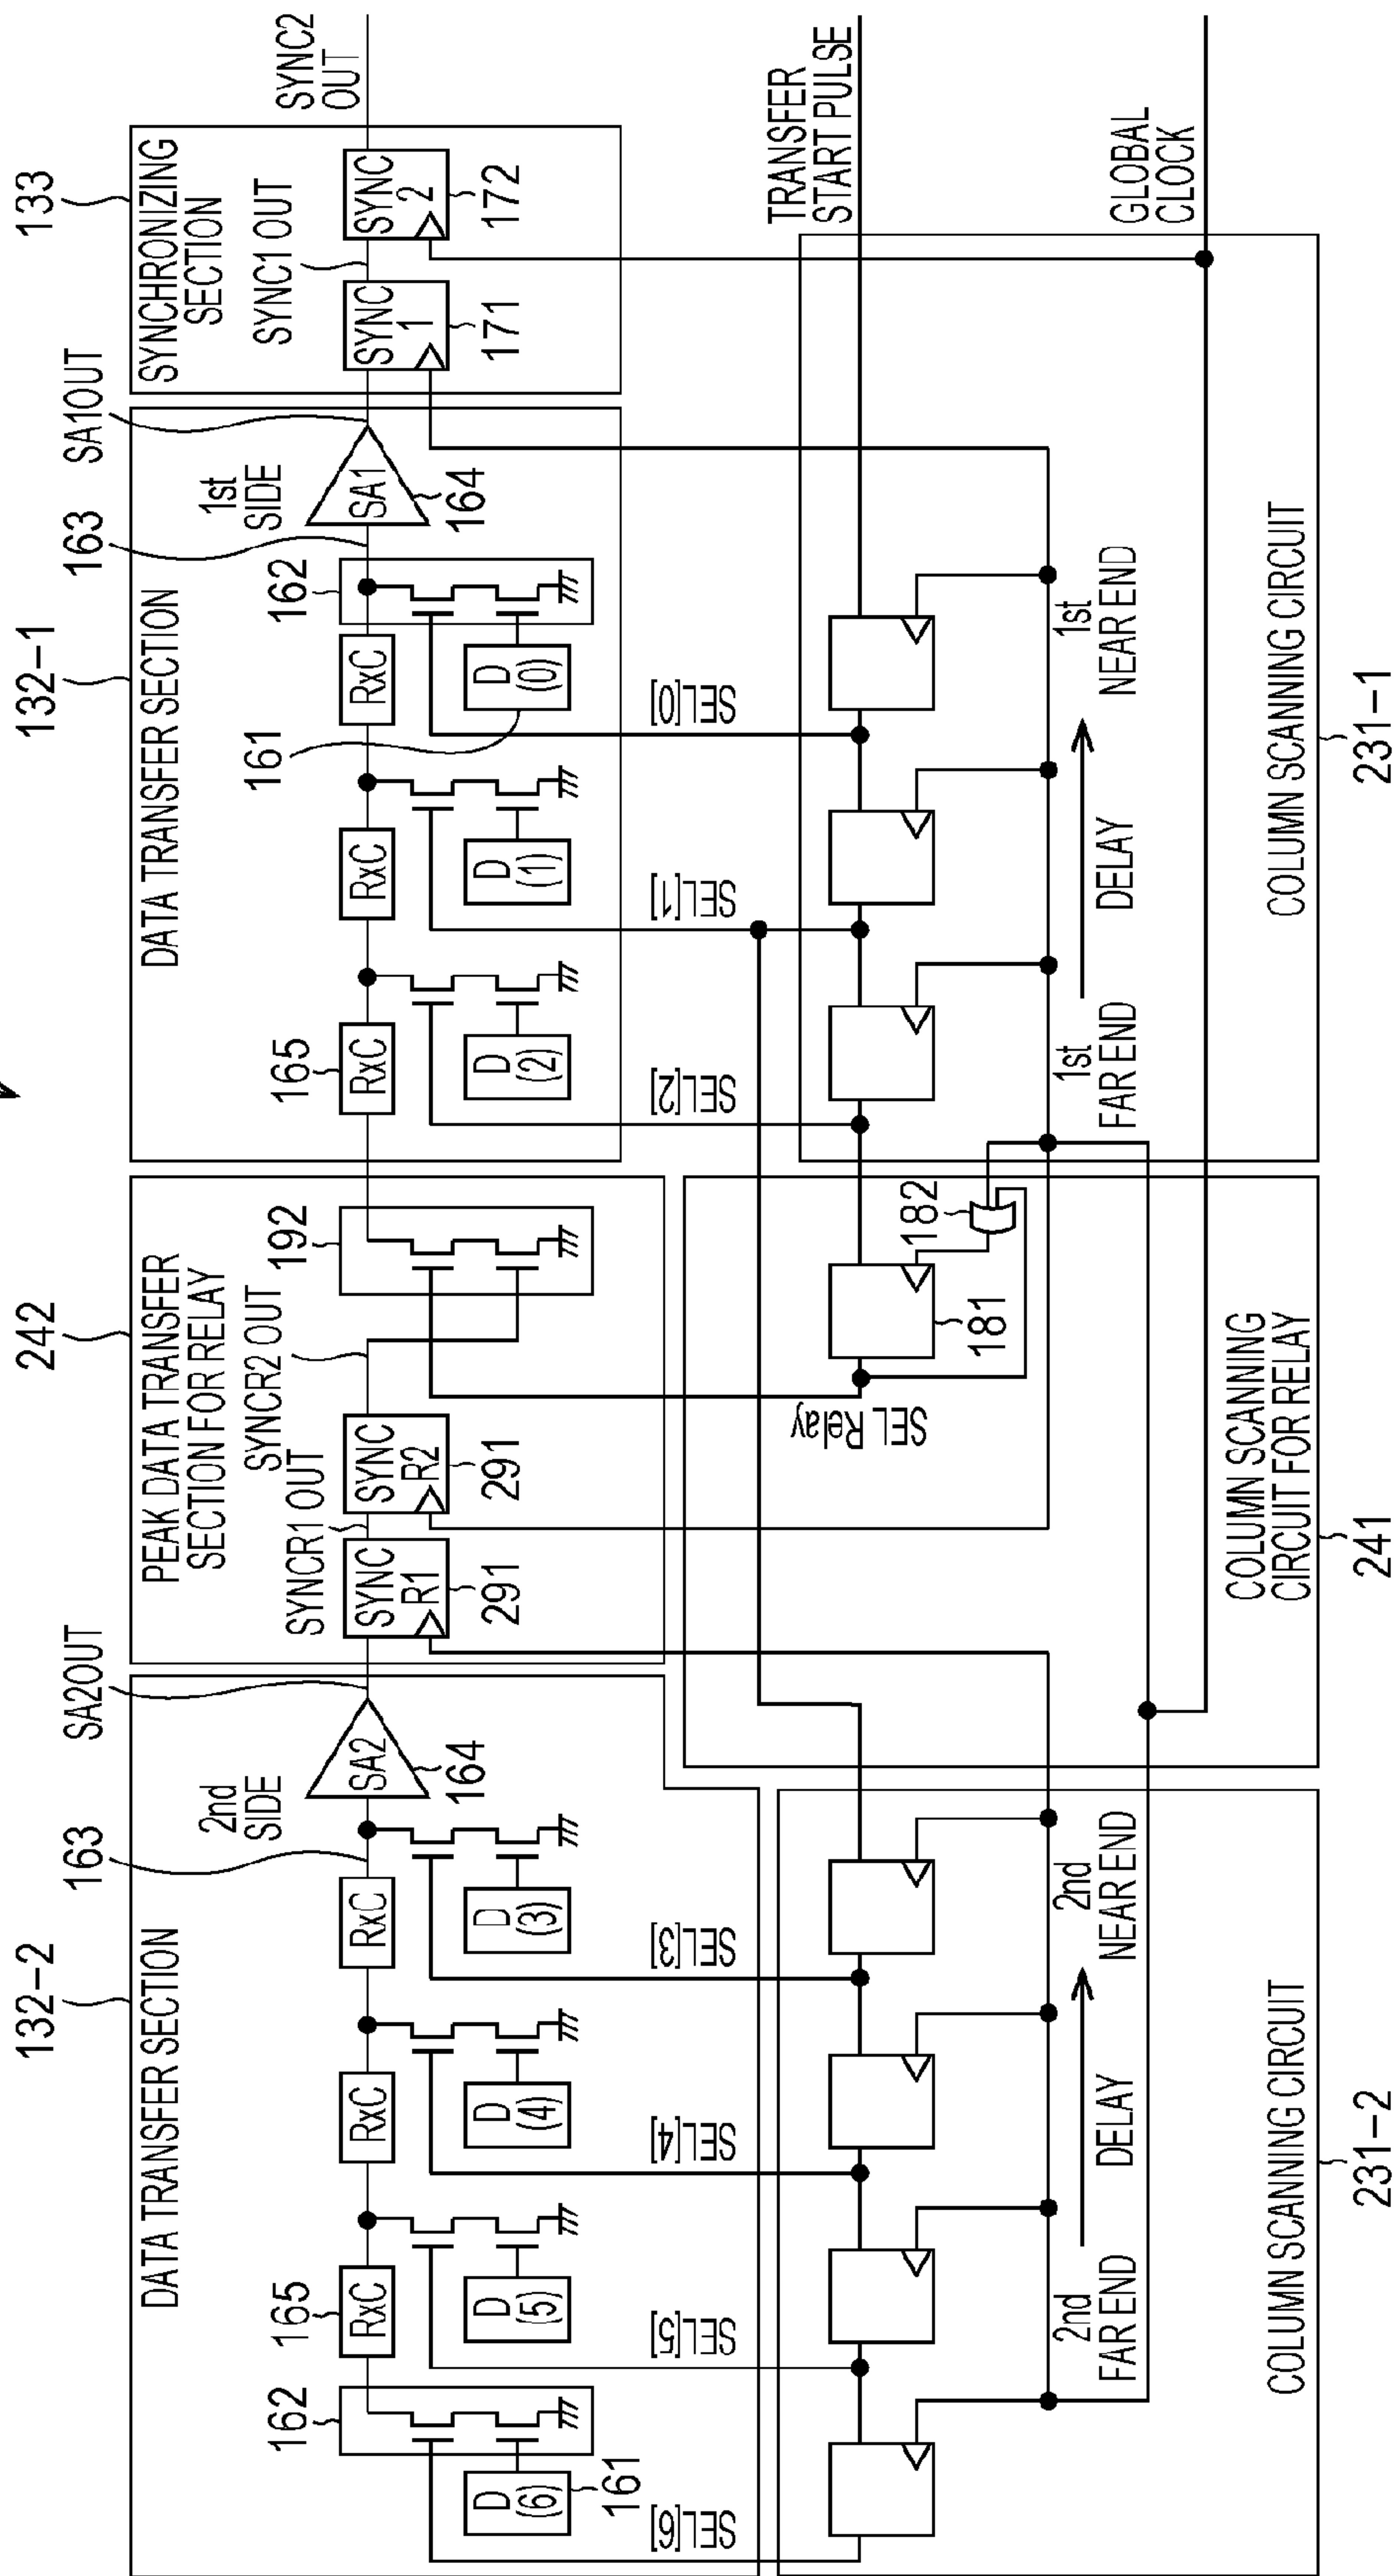 132-2
163
SA2OUT
242
132-1
163
SA1OUT
133
DATA TRANSFER SECTION
2nd
SIDE
SA2
164
RxC
RxC
RxC
165
162
D
(3)
D
(4)
D
(5)
D
(6)
161
SEL[3]
SEL[4]
SEL[5]
SEL[6]
PEAK DATA TRANSFER
SECTION FOR RELAY
SYNCR1 OUT
SYNCR2 OUT
SYNC
R1
291
SYNC
R2
291
192
SEL Relay
181
182
DATA TRANSFER SECTION
1st
SIDE
SA1
164
165
RxC
RxC
RxC
162
161
D
(2)
D
(1)
D
(0)
SEL[2]
SEL[1]
SEL[0]
SYNCHRONIZING
SECTION
SYNC1 OUT
SYNC
1
171
SYNC
2
172
SYNC2
OUT
TRANSFER
START PULSE
GLOBAL
CLOCK
2nd
FAR END
DELAY
2nd
NEAR END
COLUMN SCANNING CIRCUIT
231-2
COLUMN SCANNING
CIRCUIT FOR RELAY
241
1st
FAR END
DELAY
1st
NEAR END
COLUMN SCANNING CIRCUIT
231-1